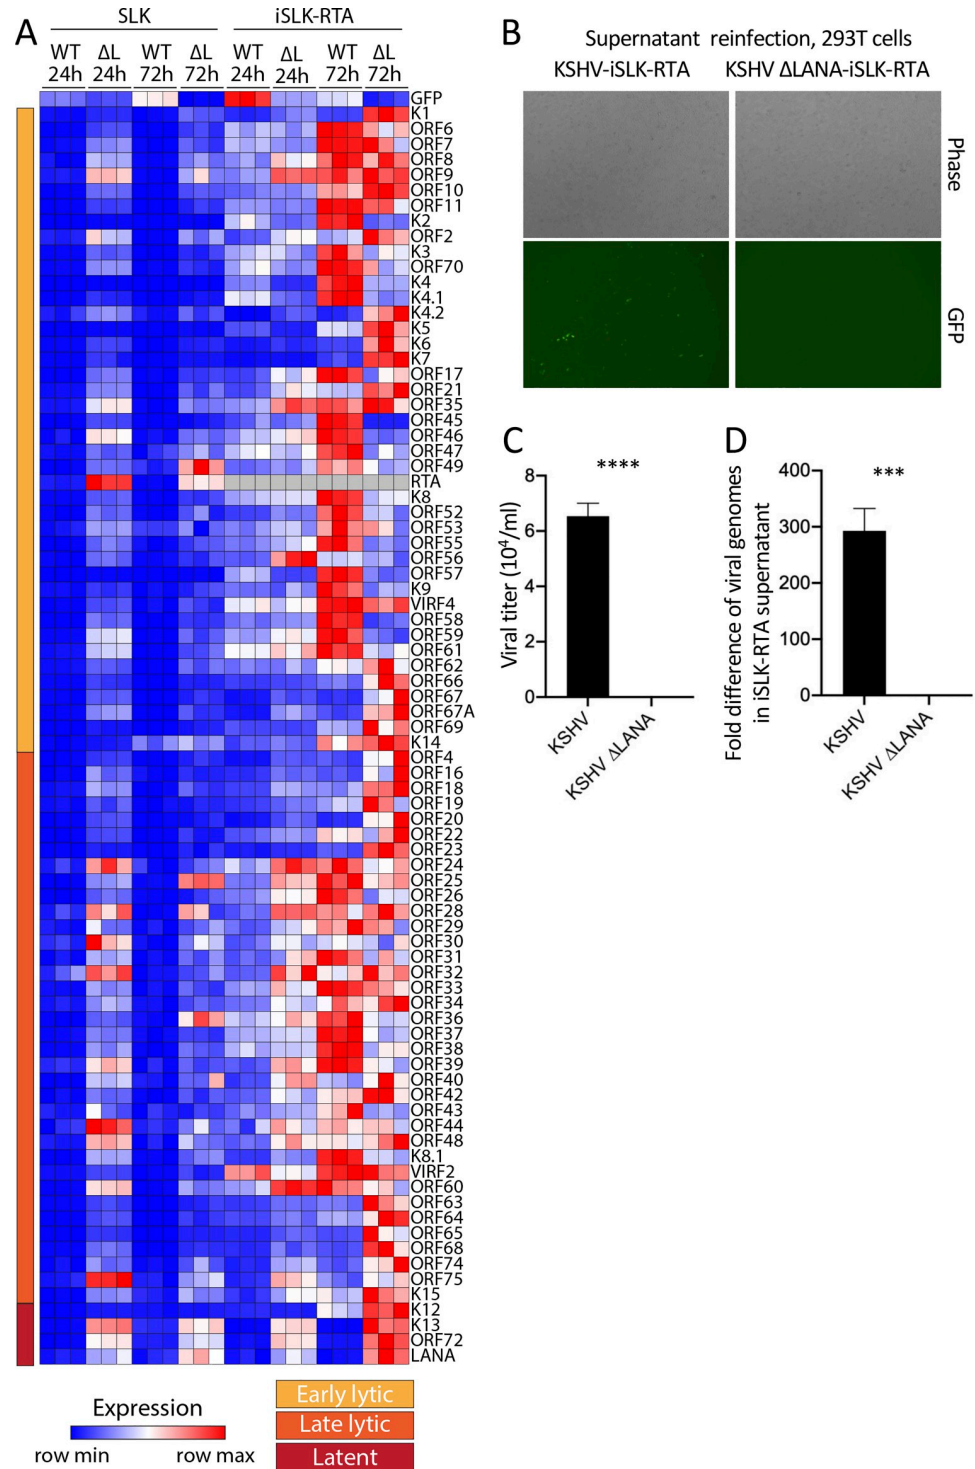 A
SLK
iSLK-RTA
WT
24h
ΔL
24h
WT
72h
ΔL
72h
WT
24h
ΔL
24h
WT
72h
ΔL
72h
GFP
K1
ORF6
ORF7
ORF8
ORF9
ORF10
ORF11
K2
ORF2
K3
ORF70
K4
K4.1
K4.2
K5
K6
K7
ORF17
ORF21
ORF35
ORF45
ORF46
ORF47
ORF49
RTA
K8
ORF52
ORF53
ORF55
ORF56
ORF57
K9
VIRF4
ORF58
ORF59
ORF61
ORF62
ORF66
ORF67
ORF67A
ORF69
K14
ORF4
ORF16
ORF18
ORF19
ORF20
ORF22
ORF23
ORF24
ORF25
ORF26
ORF28
ORF29
ORF30
ORF31
ORF32
ORF33
ORF34
ORF36
ORF37
ORF38
ORF39
ORF40
ORF42
ORF43
ORF44
ORF48
K8.1
VIRF2
ORF60
ORF63
ORF64
ORF65
ORF68
ORF74
ORF75
K15
K12
K13
ORF72
LANA
Expression
row min
row max
Early lytic
Late lytic
Latent
B
Supernatant reinfection, 293T cells
KSHV-iSLK-RTA
KSHV ΔLANA-iSLK-RTA
Phase
GFP
C
****
Viral titer (10⁴/ml)
8
6
4
2
0
KSHV
KSHV ΔLANA
D
***
Fold difference of viral genomes
in iSLK-RTA supernatant
400
300
200
100
0
KSHV
KSHV ΔLANA